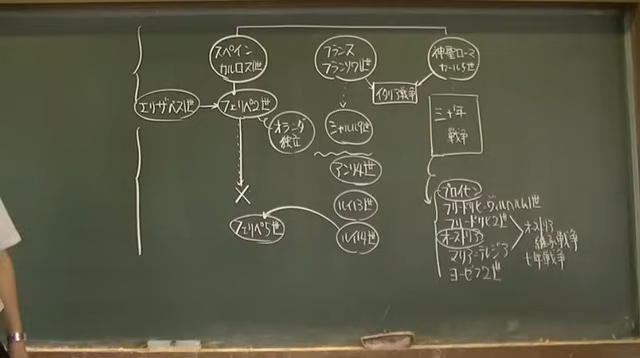 スペイン
カルロス1世
フランス
フランソワ1世
神聖ローマ
カール5世
イタリア戦争
エリザベス1世
フェリペ2世
オランダ
独立
シャルル9世
三十年
戦争
アンリ4世
ルイ13世
ルイ14世
フェリペ5世
プロイセン
フリードリヒ・ヴィルヘルム1世
フリードリヒ2世
オーストリア
マリア=テレジア
ヨーゼフ2世
オーストリア
継承戦争
七年戦争